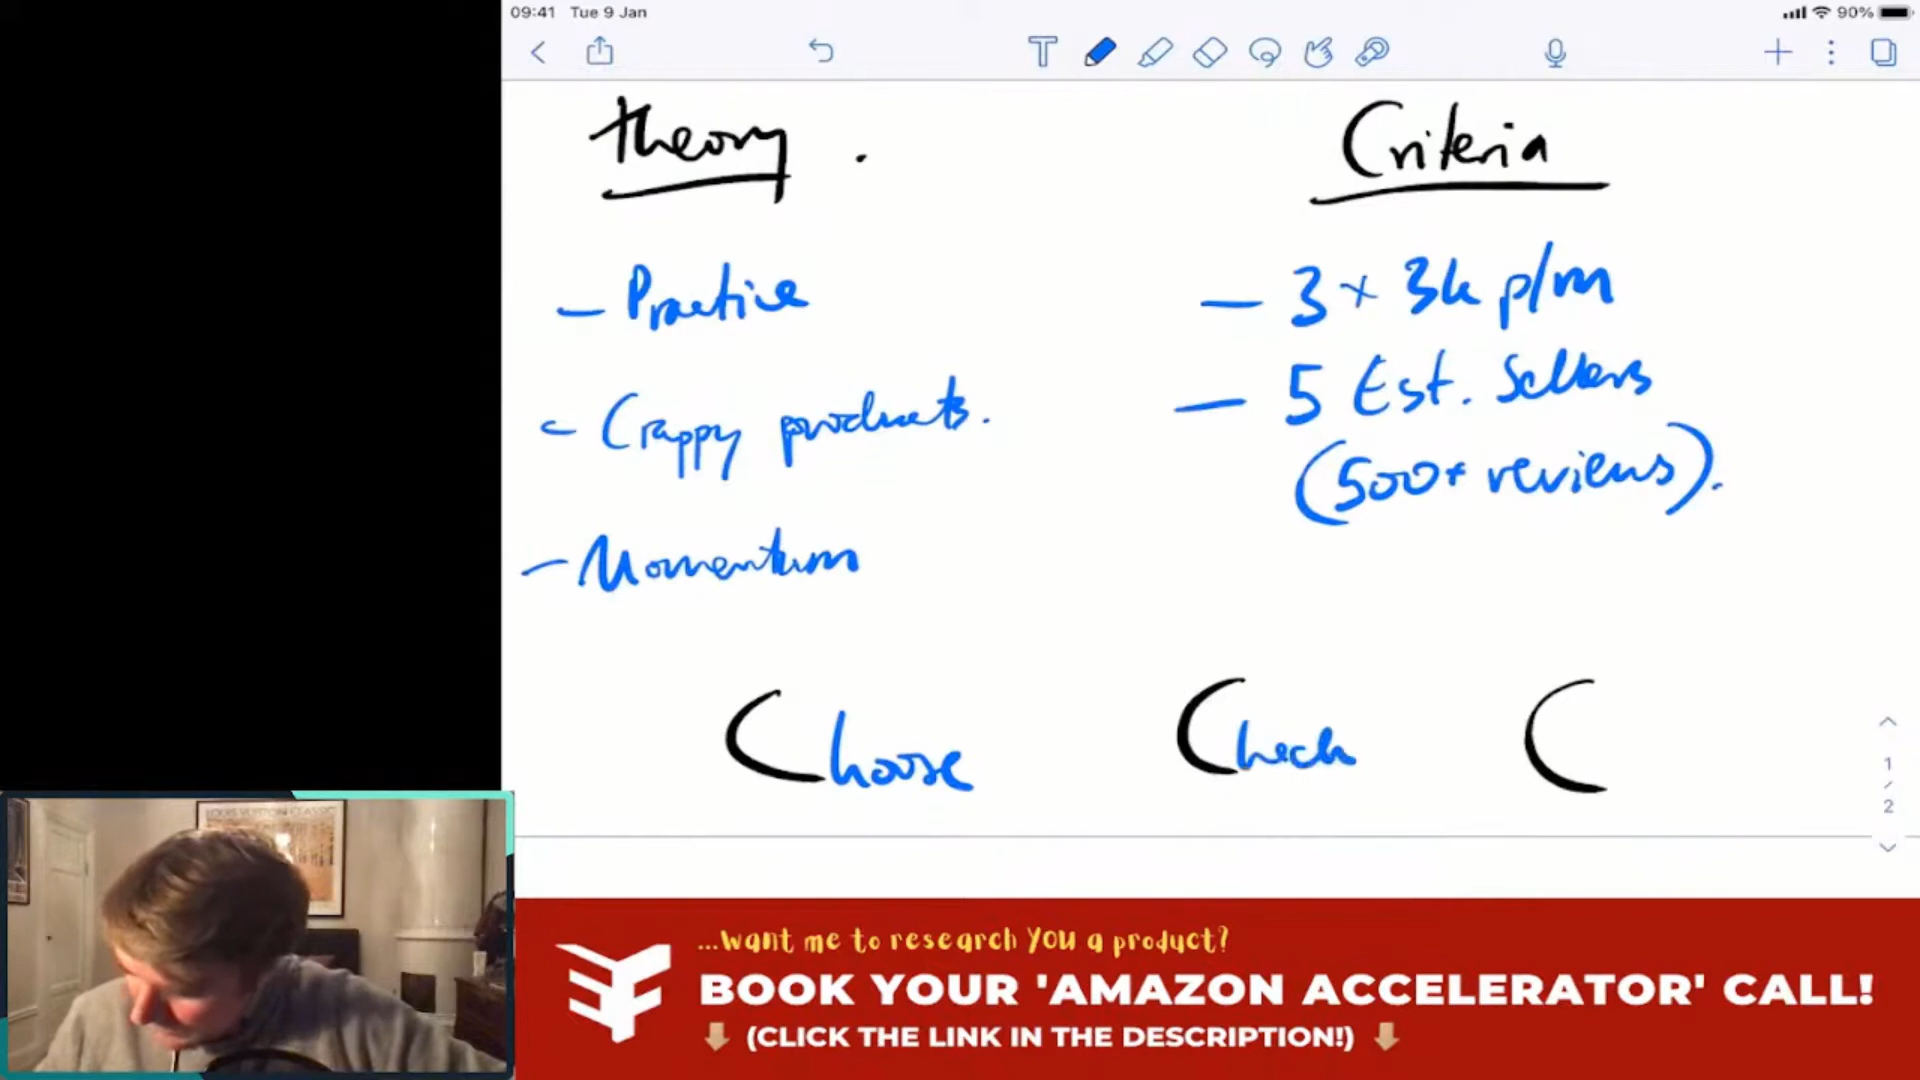 09:41 Tue 9 Jan
90%
T
Theory.
Criteria
- Practice
- 3 x 3k p/m
- Crappy products.
- 5 Est. Sellers
(500+ reviews).
- Momentum
Choose
Check
C
1
/
2
...want me to research YOU a product?
BOOK YOUR 'AMAZON ACCELERATOR' CALL!
(CLICK THE LINK IN THE DESCRIPTION!)